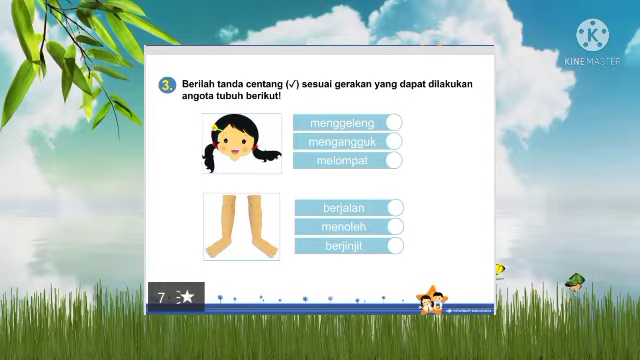 KINEMASTER
3. Berilah tanda centang (✓) sesuai gerakan yang dapat dilakukan
angota tubuh berikut!
menggeleng
mengangguk
melompat
berjalan
menoleh
berjinjit
7